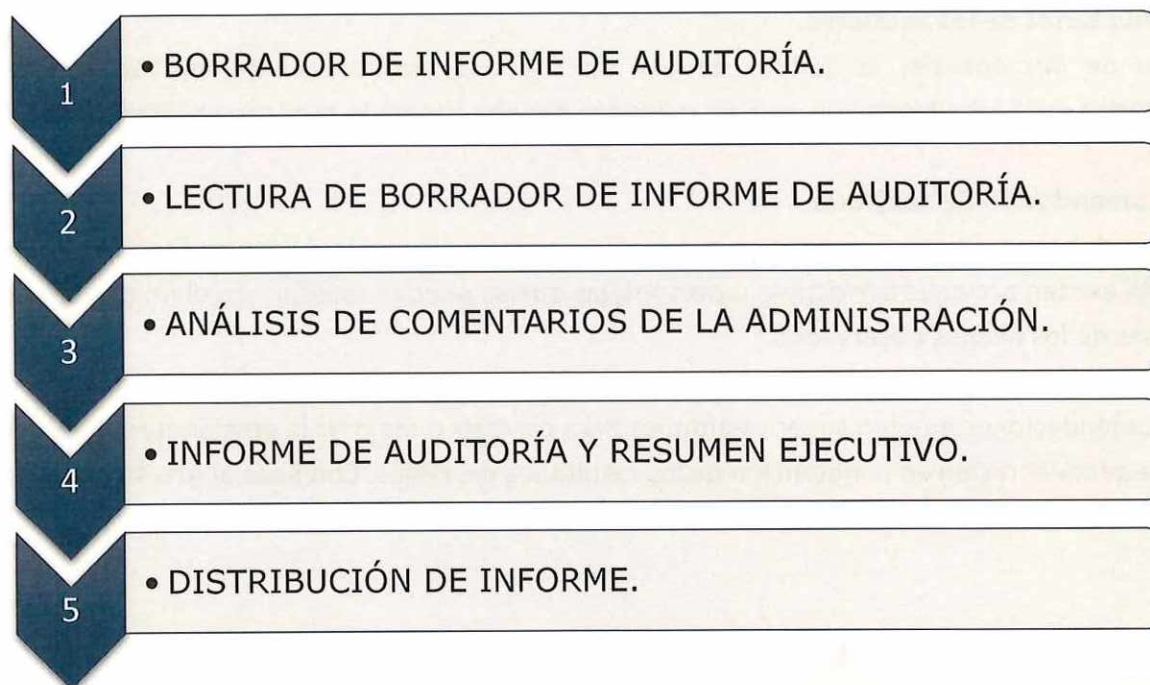 1
• BORRADOR DE INFORME DE AUDITORÍA.
2
• LECTURA DE BORRADOR DE INFORME DE AUDITORÍA.
3
• ANÁLISIS DE COMENTARIOS DE LA ADMINISTRACIÓN.
4
• INFORME DE AUDITORÍA Y RESUMEN EJECUTIVO.
5
• DISTRIBUCIÓN DE INFORME.